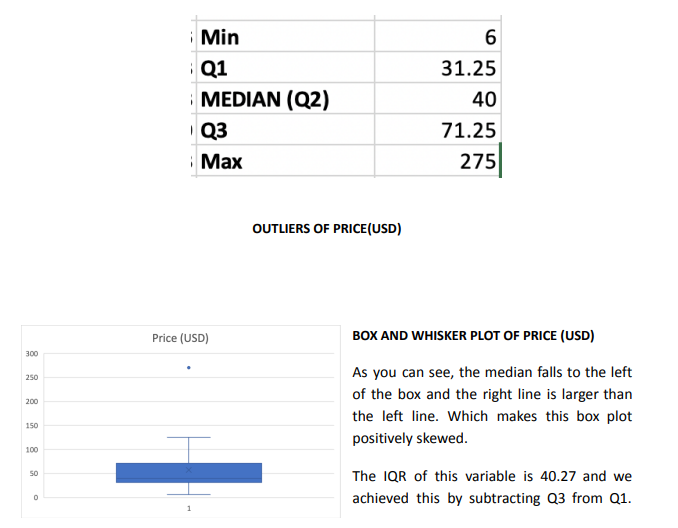 Min 6
Q1 31.25
MEDIAN (Q2) 40
Q3 71.25
Max 275
OUTLIERS OF PRICE(USD)
Price (USD)
300
250
200
150
100
50
0
1
BOX AND WHISKER PLOT OF PRICE (USD)
As you can see, the median falls to the left
of the box and the right line is larger than
the left line. Which makes this box plot
positively skewed.
The IQR of this variable is 40.27 and we
achieved this by subtracting Q3 from Q1.